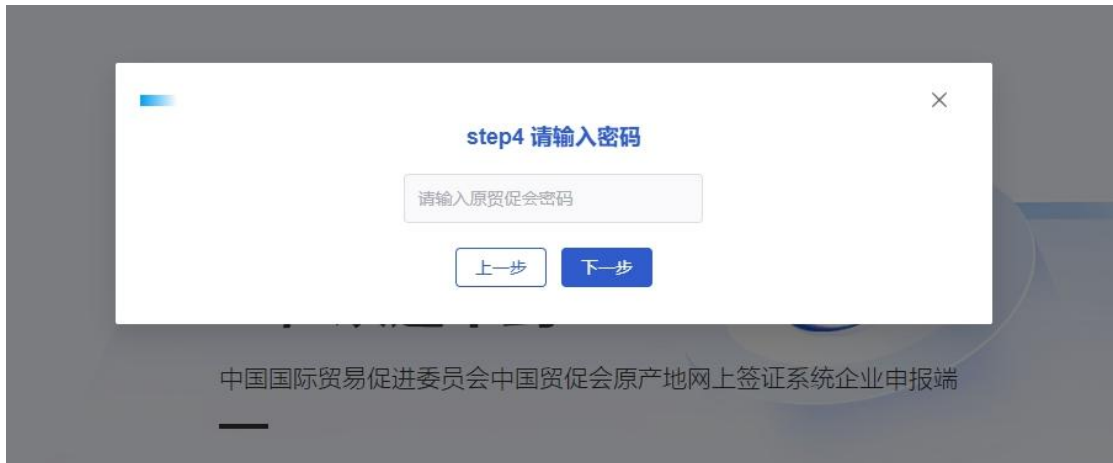 step4 请输入密码
请输入原贸促会密码
上一步
下一步
中国国际贸易促进委员会中国贸促会原产地网上签证系统企业申报端